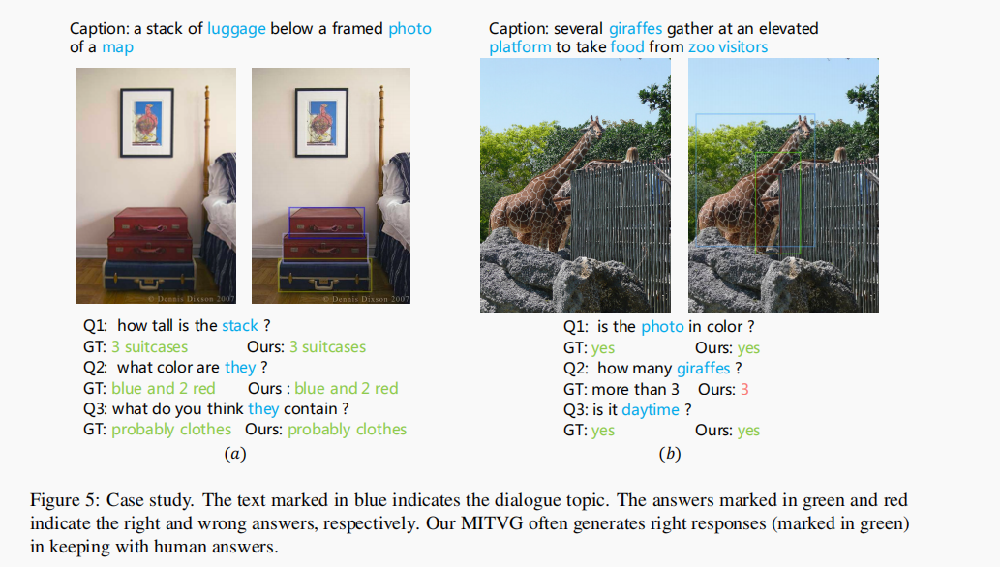 Caption: a stack of luggage below a framed photo
of a map
© Dennis Dixson 2007
© Dennis Dixson 2007
Q1: how tall is the stack ?
GT: 3 suitcases Ours: 3 suitcases
Q2: what color are they ?
GT: blue and 2 red Ours : blue and 2 red
Q3: what do you think they contain ?
GT: probably clothes Ours: probably clothes
(a)
Caption: several giraffes gather at an elevated
platform to take food from zoo visitors
Q1: is the photo in color ?
GT: yes Ours: yes
Q2: how many giraffes ?
GT: more than 3 Ours: 3
Q3: is it daytime ?
GT: yes Ours: yes
(b)
Figure 5: Case study. The text marked in blue indicates the dialogue topic. The answers marked in green and red
indicate the right and wrong answers, respectively. Our MITVG often generates right responses (marked in green)
in keeping with human answers.